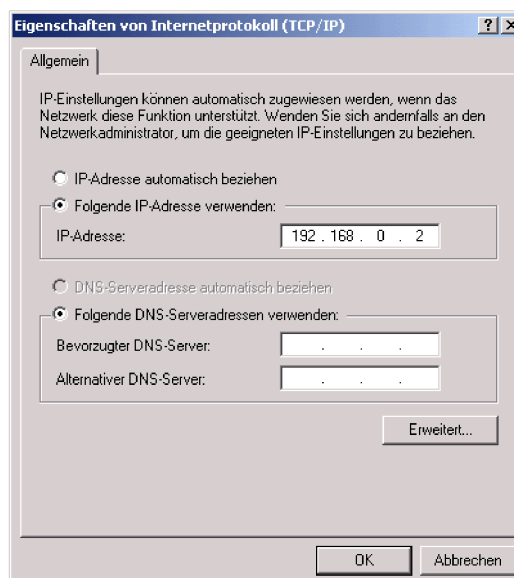 Eigenschaften von Internetprotokoll (TCP/IP)
Allgemein
IP-Einstellungen können automatisch zugewiesen werden, wenn das
Netzwerk diese Funktion unterstützt. Wenden Sie sich andernfalls an den
Netzwerkadministrator, um die geeigneten IP-Einstellungen zu beziehen.
IP-Adresse automatisch beziehen
Folgende IP-Adresse verwenden:
IP-Adresse: 192 . 168 . 0 . 2
DNS-Serveradresse automatisch beziehen
Folgende DNS-Serveradressen verwenden:
Bevorzugter DNS-Server: . . .
Alternativer DNS-Server: . . .
Erweitert...
OK Abbrechen